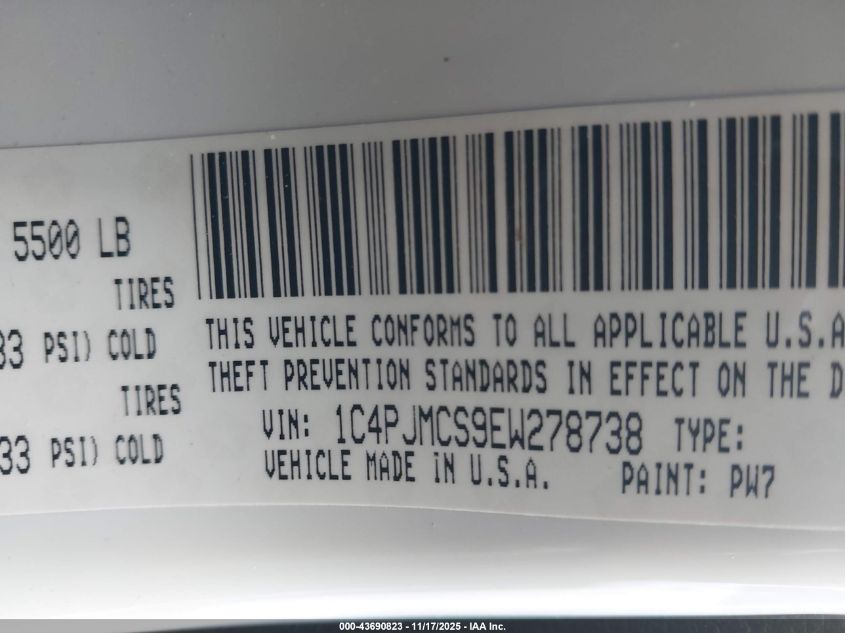 5500 LB
TIRES
33 PSI) COLD
TIRES
33 PSI) COLD
THIS VEHICLE CONFORMS TO ALL APPLICABLE U.S.A
THEFT PREVENTION STANDARDS IN EFFECT ON THE D
VIN: 1C4PJMCS9EW278738 TYPE:
VEHICLE MADE IN U.S.A. PAINT: PW7
000-43690823 - 11/17/2025 - IAA Inc.